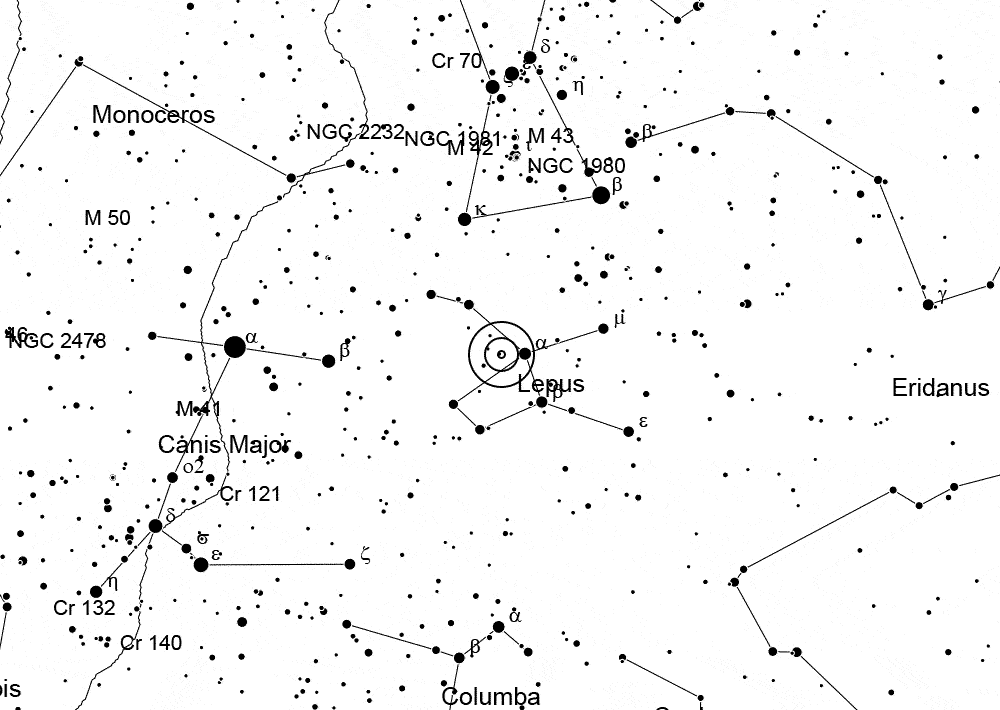 δ
Cr 70
ε
ζ
η
Monoceros
NGC 2232
NGC 1981
M 42
M 43
ι
NGC 1980
β
β
κ
M 50
γ
μ
46
NGC 2478
α
β
α
Lepus
β
Eridanus
M 41
ε
Canis Major
ο2
Cr 121
δ
σ
ε
ζ
η
Cr 132
α
Cr 140
β
Columba